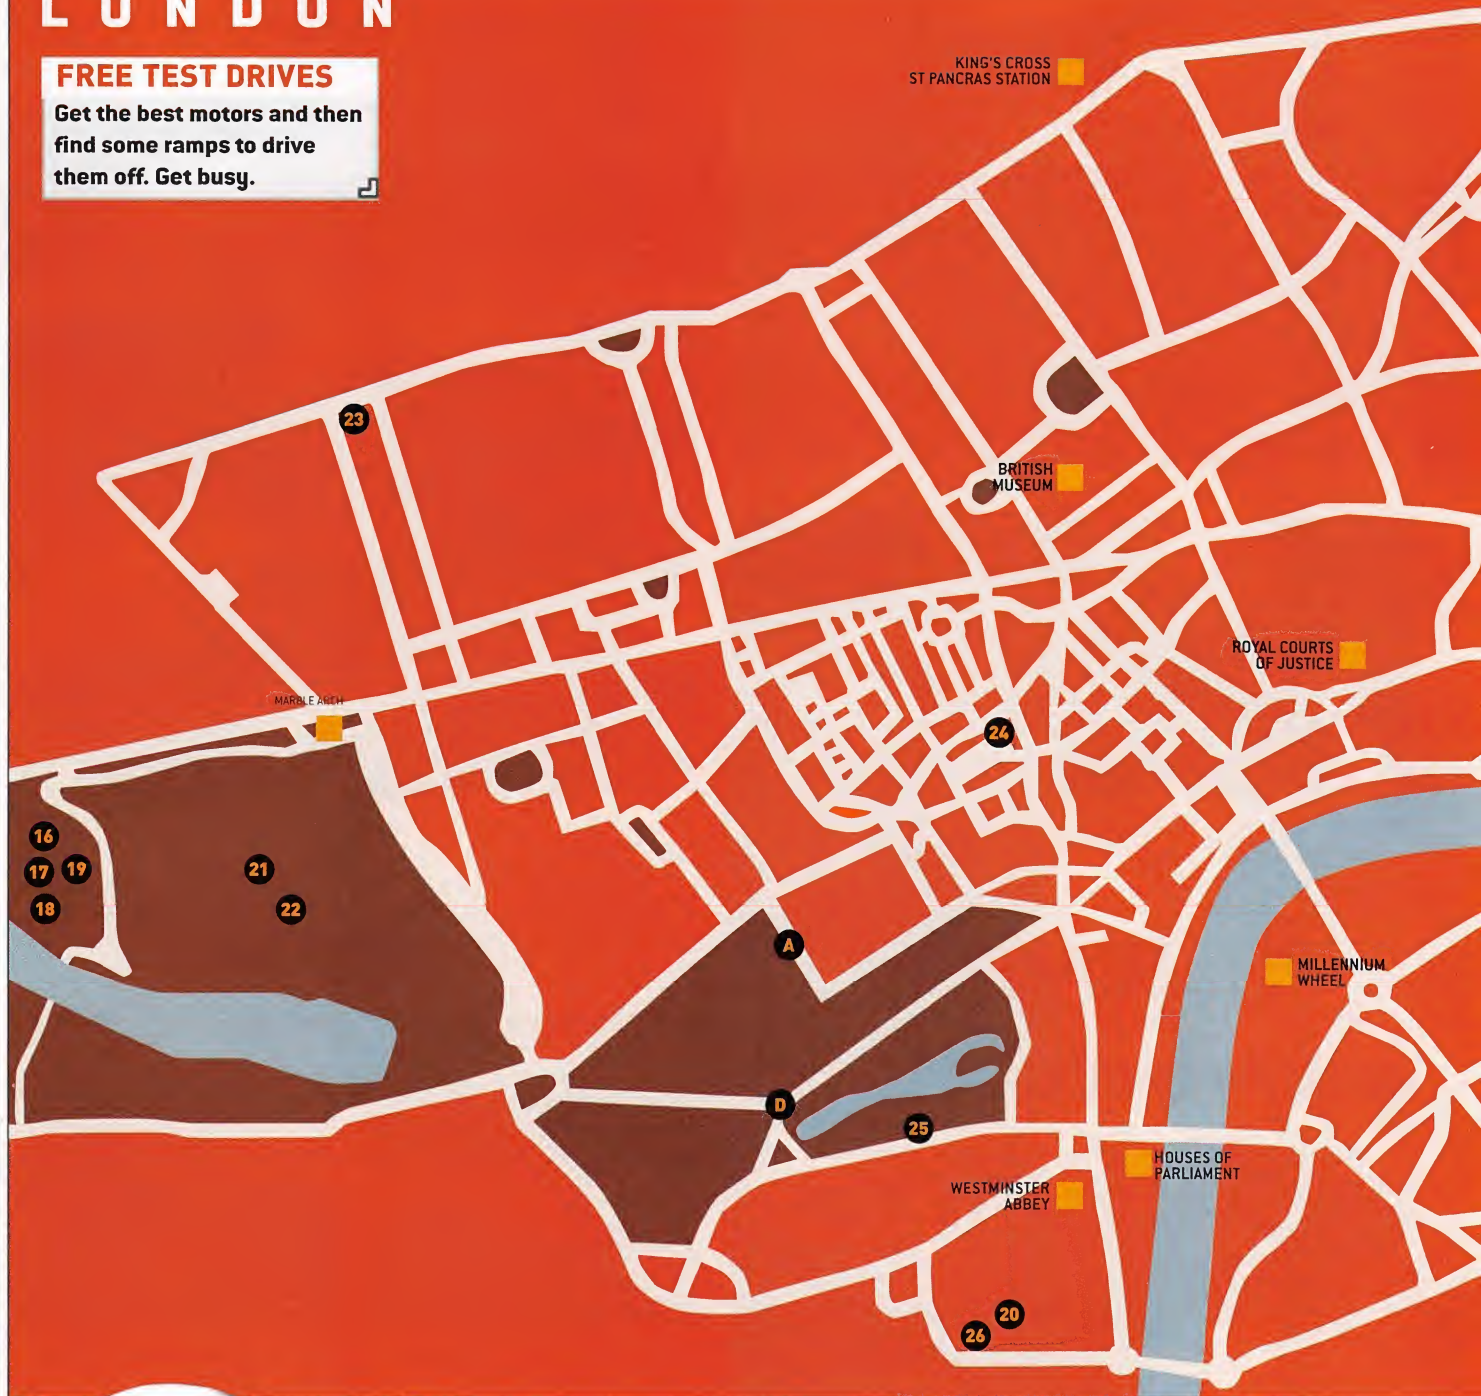 LONDON
FREE TEST DRIVES
Get the best motors and then
find some ramps to drive
them off. Get busy.
KING'S CROSS
ST PANCRAS STATION
23
BRITISH
MUSEUM
ROYAL COURTS
OF JUSTICE
MARBLE ARCH
24
16
17
19
18
21
22
A
MILLENNIUM
WHEEL
D
25
HOUSES OF
PARLIAMENT
WESTMINSTER
ABBEY
20
26